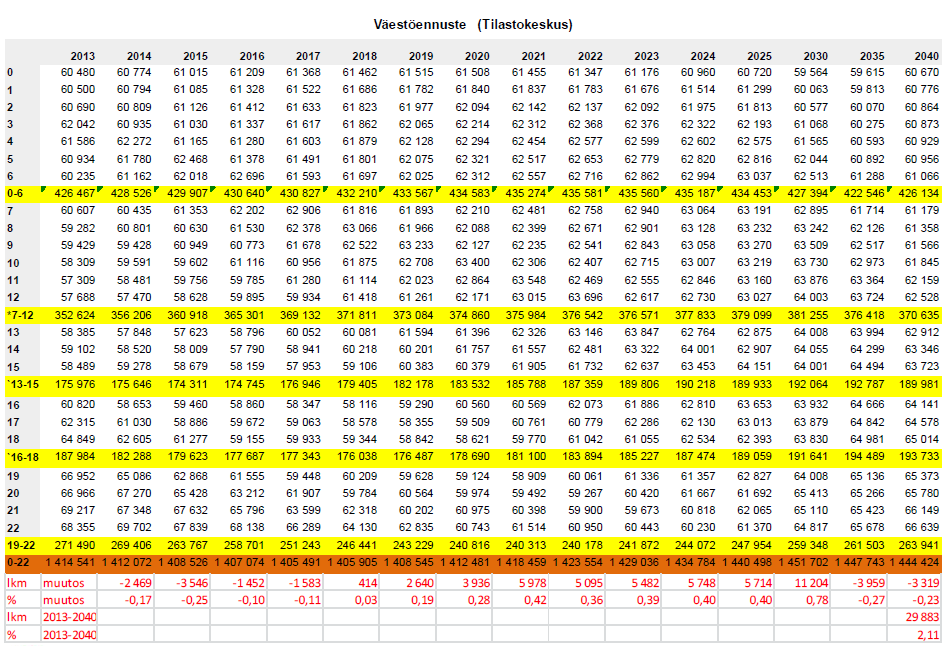 Väestöennuste (Tilastokeskus)
2013 2014 2015 2016 2017 2018 2019 2020 2021 2022 2023 2024 2025 2030 2035 2040
0 60 480 60 774 61 015 61 209 61 368 61 462 61 515 61 508 61 455 61 347 61 176 60 960 60 720 59 564 59 615 60 670
1 60 500 60 794 61 085 61 328 61 522 61 686 61 782 61 840 61 837 61 783 61 676 61 514 61 299 60 063 59 813 60 776
2 60 690 60 809 61 126 61 412 61 633 61 823 61 977 62 094 62 142 62 137 62 092 61 975 61 813 60 577 60 070 60 864
3 62 042 60 935 61 030 61 337 61 617 61 862 62 065 62 214 62 312 62 368 62 376 62 322 62 193 61 068 60 275 60 873
4 61 586 62 272 61 165 61 280 61 603 61 879 62 128 62 294 62 454 62 577 62 599 62 602 62 575 61 565 60 593 60 929
5 60 934 61 780 62 468 61 378 61 491 61 801 62 075 62 321 62 517 62 653 62 779 62 820 62 816 62 044 60 892 60 956
6 60 235 61 162 62 018 62 696 61 593 61 697 62 025 62 312 62 557 62 716 62 862 62 994 63 037 62 513 61 288 61 066
0-6 426 467 428 526 429 907 430 640 430 827 432 210 433 567 434 583 435 274 435 581 435 560 435 187 434 453 427 394 422 546 426 134
7 60 607 60 435 61 353 62 202 62 906 61 816 61 893 62 210 62 481 62 758 62 940 63 064 63 191 62 895 61 714 61 179
8 59 282 60 801 60 630 61 530 62 378 63 066 61 966 62 088 62 399 62 671 62 901 63 128 63 232 63 242 62 126 61 358
9 59 429 59 428 60 949 60 773 61 678 62 522 63 233 62 127 62 235 62 541 62 843 63 058 63 270 63 509 62 517 61 566
10 58 309 59 591 59 602 61 116 60 956 61 875 62 708 63 400 62 306 62 407 62 715 63 007 63 219 63 730 62 973 61 845
11 57 309 58 481 59 756 59 785 61 280 61 114 62 023 62 864 63 548 62 469 62 555 62 846 63 160 63 876 63 364 62 159
12 57 688 57 470 58 628 59 895 59 934 61 418 61 261 62 171 63 015 63 696 62 617 62 730 63 027 64 003 63 724 62 528
*7-12 352 624 356 206 360 918 365 301 369 132 371 811 373 084 374 860 375 984 376 542 376 571 377 833 379 099 381 255 376 418 370 635
13 58 385 57 848 57 623 58 796 60 052 60 081 61 594 61 396 62 326 63 146 63 847 62 764 62 875 64 008 63 994 62 912
14 59 102 58 520 58 009 57 790 58 941 60 218 60 201 61 757 61 557 62 481 63 322 64 001 62 907 64 055 64 299 63 346
15 58 489 59 278 58 679 58 159 57 953 59 106 60 383 60 379 61 905 61 732 62 637 63 453 64 151 64 001 64 494 63 723
`13-15 175 976 175 646 174 311 174 745 176 946 179 405 182 178 183 532 185 788 187 359 189 806 190 218 189 933 192 064 192 787 189 981
16 60 820 58 653 59 460 58 860 58 347 58 116 59 290 60 560 60 569 62 073 61 886 62 810 63 653 63 932 64 666 64 141
17 62 315 61 030 58 886 59 672 59 063 58 578 58 355 59 509 60 761 60 779 62 286 62 130 63 013 63 879 64 842 64 578
18 64 849 62 605 61 277 59 155 59 933 59 344 58 842 58 621 59 770 61 042 61 055 62 534 62 393 63 830 64 981 65 014
`16-18 187 984 182 288 179 623 177 687 177 343 176 038 176 487 178 690 181 100 183 894 185 227 187 474 189 059 191 641 194 489 193 733
19 66 952 65 086 62 868 61 555 59 448 60 209 59 628 59 124 58 909 60 061 61 336 61 357 62 827 64 008 65 136 65 373
20 66 966 67 270 65 428 63 212 61 907 59 784 60 564 59 974 59 492 59 267 60 420 61 667 61 692 65 413 65 266 65 780
21 69 217 67 348 67 632 65 796 63 599 62 318 60 202 60 975 60 398 59 900 59 673 60 818 62 065 65 110 65 423 66 149
22 68 355 69 702 67 839 68 138 66 289 64 130 62 835 60 743 61 514 60 950 60 443 60 230 61 370 64 817 65 678 66 639
19-22 271 490 269 406 263 767 258 701 251 243 246 441 243 229 240 816 240 313 240 178 241 872 244 072 247 954 259 348 261 503 263 941
0-22 1 414 541 1 412 072 1 408 526 1 407 074 1 405 491 1 405 905 1 408 545 1 412 481 1 418 459 1 423 554 1 429 036 1 434 784 1 440 498 1 451 702 1 447 743 1 444 424
lkm muutos -2 469 -3 546 -1 452 -1 583 414 2 640 3 936 5 978 5 095 5 482 5 748 5 714 11 204 -3 959 -3 319
% muutos -0,17 -0,25 -0,10 -0,11 0,03 0,19 0,28 0,42 0,36 0,39 0,40 0,40 0,78 -0,27 -0,23
lkm 2013-2040 29 883
% 2013-2040 2,11